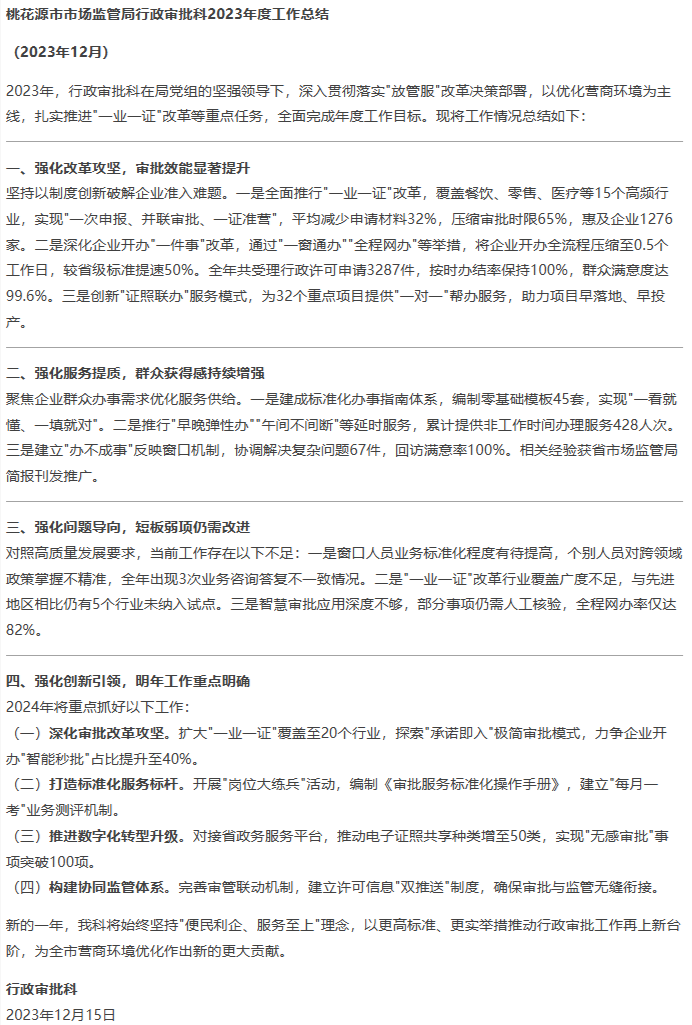 桃花源市市场监管局行政审批科2023年度工作总结
（2023年12月）
2023年，行政审批科在局党组的坚强领导下，深入贯彻落实"放管服"改革决策部署，以优化营商环境为主
线，扎实推进"一业一证"改革等重点任务，全面完成年度工作目标。现将工作情况总结如下：
一、强化改革攻坚，审批效能显著提升
坚持以制度创新破解企业准入难题。一是全面推行"一业一证"改革，覆盖餐饮、零售、医疗等15个高频行
业，实现"一次申报、并联审批、一证准营"，平均减少申请材料32%，压缩审批时限65%，惠及企业1276
家。二是深化企业开办"一件事"改革，通过"一窗通办""全程网办"等举措，将企业开办全流程压缩至0.5个
工作日，较省级标准提速50%。全年共受理行政许可申请3287件，按时办结率保持100%，群众满意度达
99.6%。三是创新"证照联办"服务模式，为32个重点项目提供"一对一"帮办服务，助力项目早落地、早投
产。
二、强化服务提质，群众获得感持续增强
聚焦企业群众办事需求优化服务供给。一是建成标准化办事指南体系，编制零基础模板45套，实现"一看就
懂、一填就对"。二是推行"早晚弹性办""午间不间断"等延时服务，累计提供非工作时间办理服务428人次。
三是建立"办不成事"反映窗口机制，协调解决复杂问题67件，回访满意率100%。相关经验获省市场监管局
简报刊发推广。
三、强化问题导向，短板弱项仍需改进
对照高质量发展要求，当前工作存在以下不足：一是窗口人员业务标准化程度有待提高，个别人员对跨领域
政策掌握不精准，全年出现3次业务咨询答复不一致情况。二是"一业一证"改革行业覆盖广度不足，与先进
地区相比仍有5个行业未纳入试点。三是智慧审批应用深度不够，部分事项仍需人工核验，全程网办率仅达
82%。
四、强化创新引领，明年工作重点明确
2024年将重点抓好以下工作：
（一）深化审批改革攻坚。扩大"一业一证"覆盖至20个行业，探索"承诺即入"极简审批模式，力争企业开
办"智能秒批"占比提升至40%。
（二）打造标准化服务标杆。开展"岗位大练兵"活动，编制《审批服务标准化操作手册》，建立"每月一
考"业务测评机制。
（三）推进数字化转型升级。对接省政务服务平台，推动电子证照共享种类增至50类，实现"无感审批"事
项突破100项。
（四）构建协同监管体系。完善审管联动机制，建立许可信息"双推送"制度，确保审批与监管无缝衔接。
新的一年，我科将始终坚持"便民利企、服务至上"理念，以更高标准、更实举措推动行政审批工作再上新台
阶，为全市营商环境优化作出新的更大贡献。
行政审批科
2023年12月15日